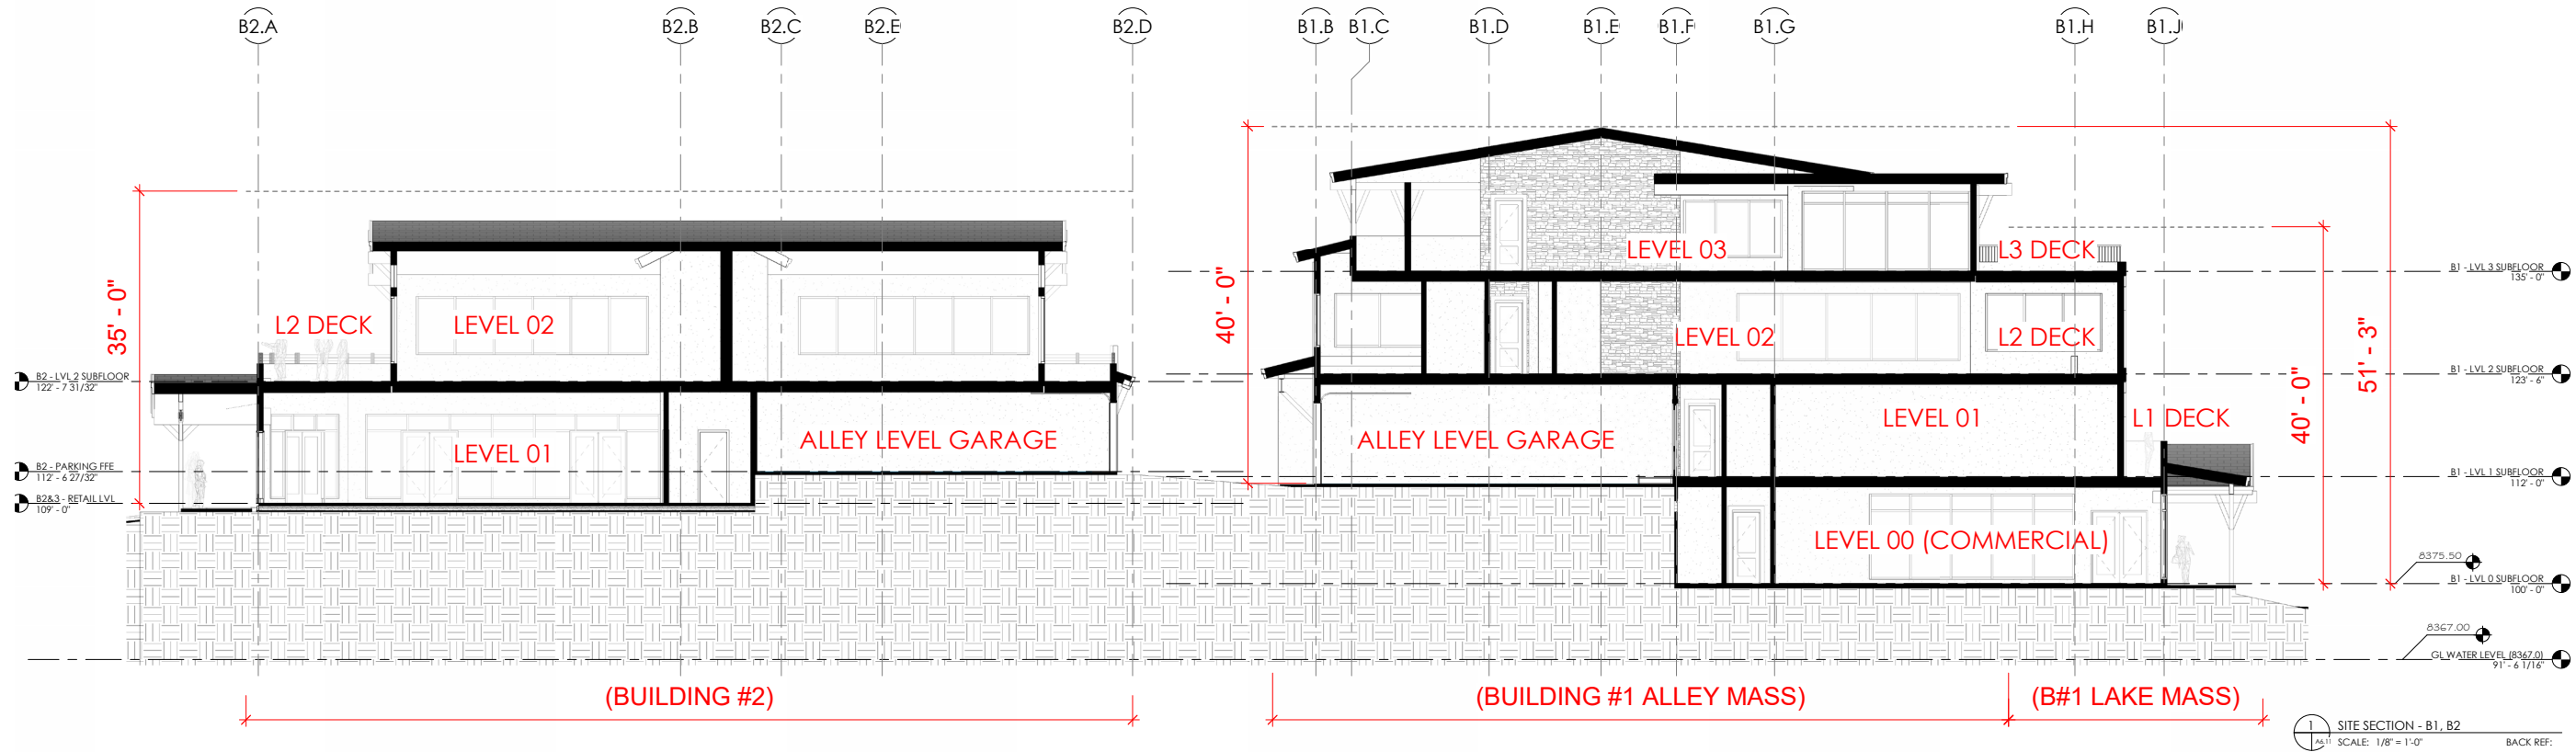 B2.A
B2.B
B2.C
B2.E
B2.D
B1.B
B1.C
B1.D
B1.E
B1.F
B1.G
B1.H
B1.J
35' - 0"
L2 DECK
LEVEL 02
LEVEL 01
ALLEY LEVEL GARAGE
B2 - LVL 2 SUBFLOOR
122' - 7 31/32"
B2 - PARKING FFE
112' - 6 27/32"
B2&3 - RETAIL LVL
109' - 0"
40' - 0"
LEVEL 03
L3 DECK
LEVEL 02
L2 DECK
ALLEY LEVEL GARAGE
LEVEL 01
L1 DECK
LEVEL 00 (COMMERCIAL)
40' - 0"
51' - 3"
B1 - LVL 3 SUBFLOOR
135' - 0"
B1 - LVL 2 SUBFLOOR
123' - 6"
B1 - LVL 1 SUBFLOOR
112' - 0"
8375.50
B1 - LVL 0 SUBFLOOR
100' - 0"
8367.00
GL WATER LEVEL (8367.0)
91' - 6 1/16"
(BUILDING #2)
(BUILDING #1 ALLEY MASS)
(B#1 LAKE MASS)
1
A6.11
SITE SECTION - B1, B2
SCALE: 1/8" = 1'-0"
BACK REF: